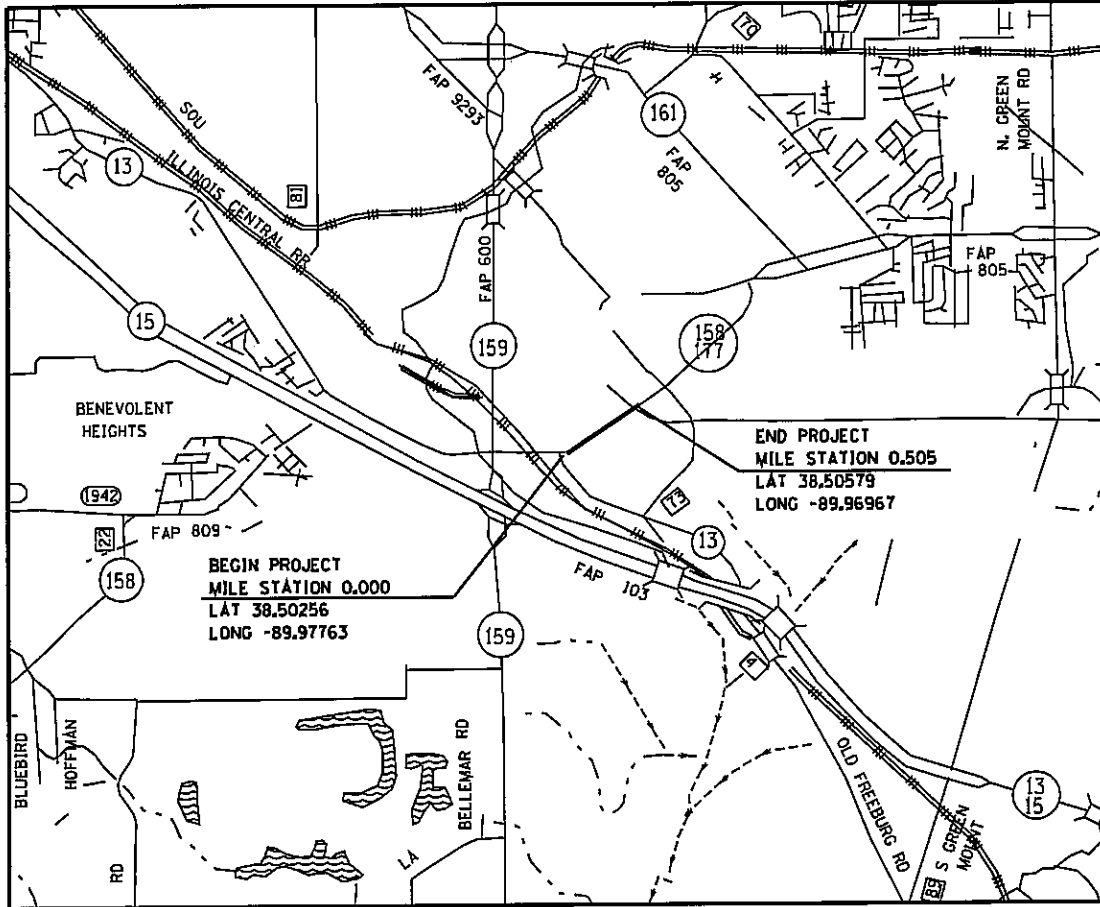 70
FAP 9293
SOU
161
FAP
805
N. GREEN
MOUNT RD
13
ILLINOIS CENTRAL RR
81
FAP 600
FAP
805
15
159
158
177
BENEVOLENT
HEIGHTS
END PROJECT
MILE STATION 0.505
LAT 38.50579
LONG -89.96967
1942
73
22
FAP 809
13
BEGIN PROJECT
MILE STATION 0.000
LAT 38.50256
LONG -89.97763
158
FAP
103
159
4
BLUEBIRD
HOFFMAN
RD
BELLEMAR RD
LA
OLD FREEBURG RD
13
15
89
S GREEN
MOUNT